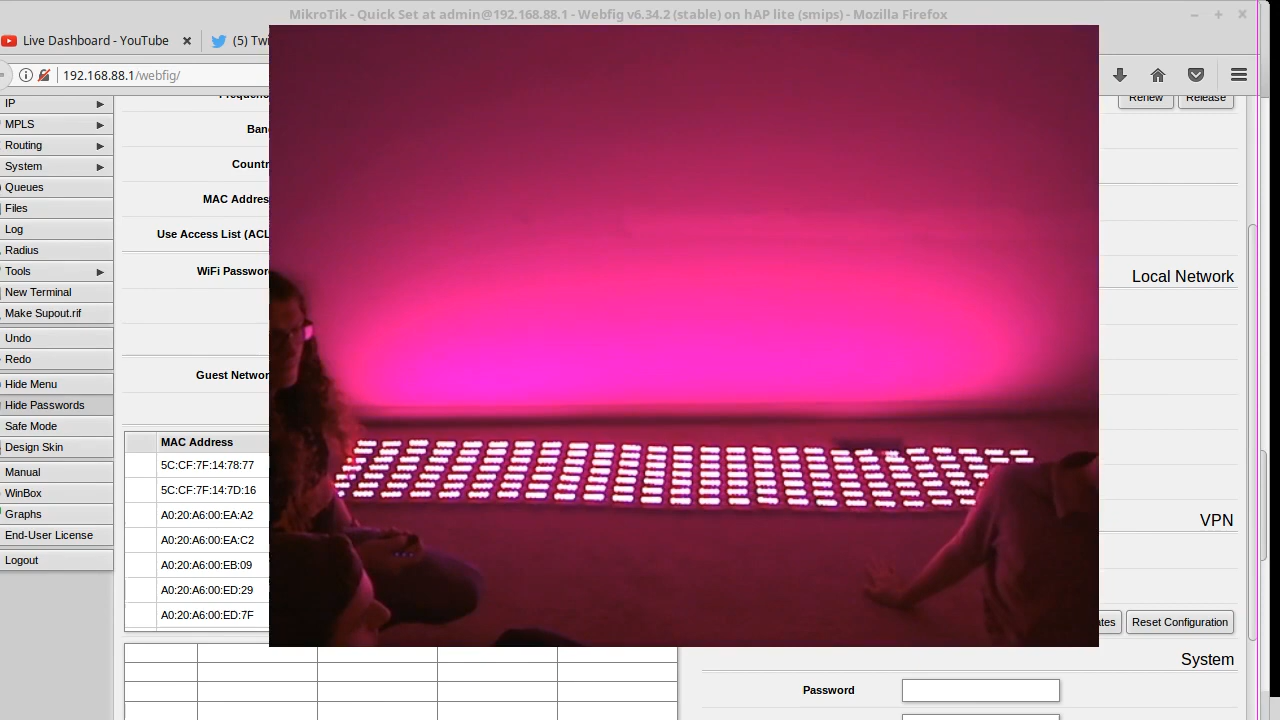 MikroTik - Quick Set at admin@192.168.88.1 - Webfig v6.34.2 (stable) on hAP lite (smips) - Mozilla Firefox
Live Dashboard - YouTube
(5) Twi
192.168.88.1/webfig/
IP
MPLS
Routing
System
Queues
Files
Log
Radius
Tools
New Terminal
Make Supout.rif
Undo
Redo
Hide Menu
Hide Passwords
Safe Mode
Design Skin
Manual
WinBox
Graphs
End-User License
Logout
Frequenc
Band
Countr
MAC Addres
Use Access List (ACL
WiFi Passwor
Guest Networ
MAC Address
5C:CF:7F:14:78:77
5C:CF:7F:14:7D:16
A0:20:A6:00:EA:A2
A0:20:A6:00:EA:C2
A0:20:A6:00:EB:09
A0:20:A6:00:ED:29
A0:20:A6:00:ED:7F
Renew
Release
Local Network
VPN
ates
Reset Configuration
System
Password